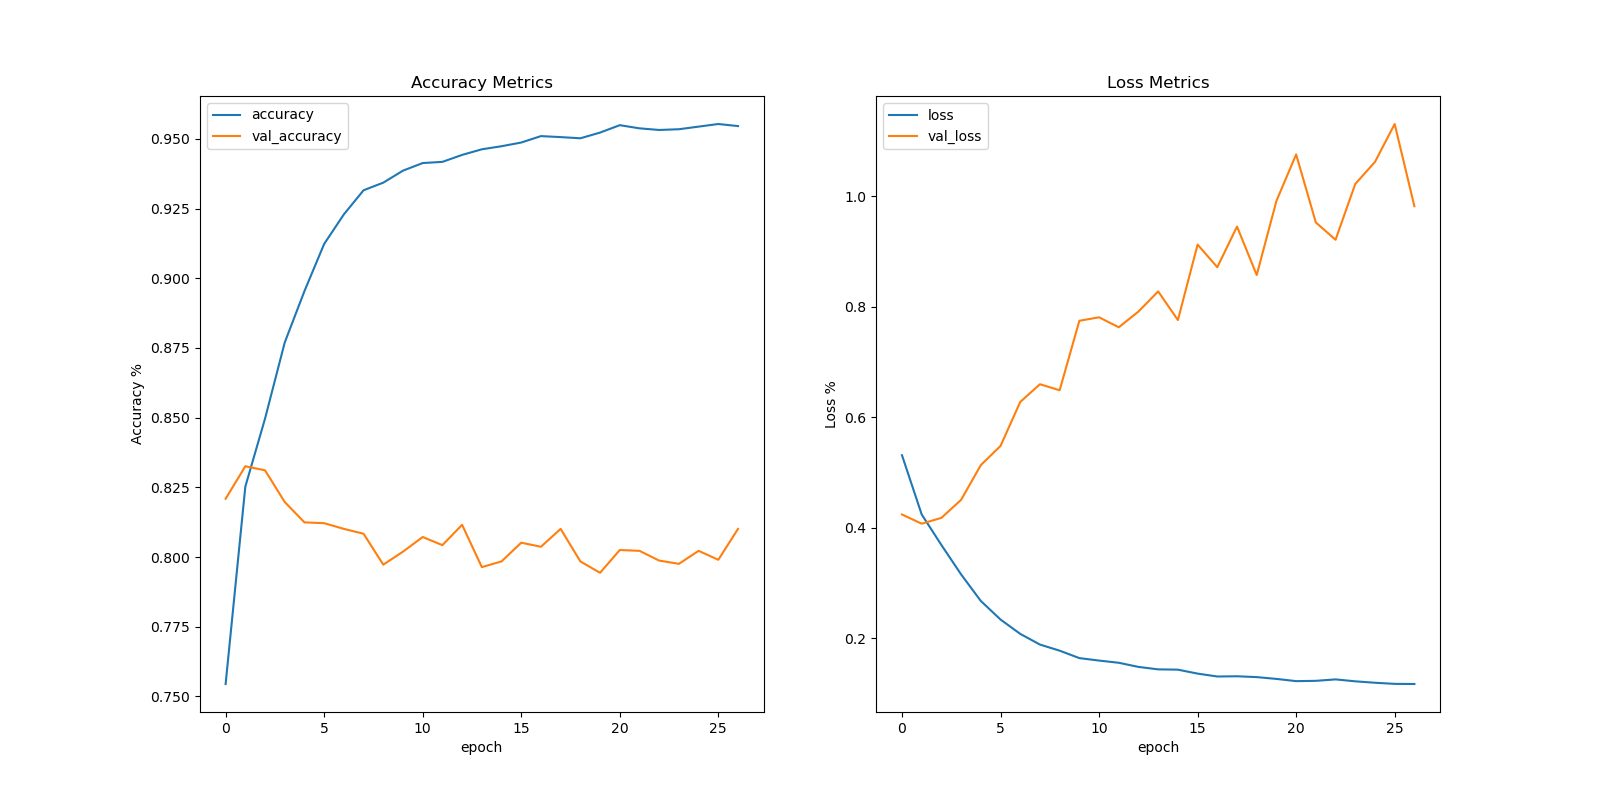 Accuracy Metrics
accuracy
val_accuracy
0.950
0.925
0.900
0.875
0.850
0.825
0.800
0.775
0.750
Accuracy %
0 5 10 15 20 25
epoch
Loss Metrics
loss
val_loss
1.0
0.8
0.6
0.4
0.2
Loss %
0 5 10 15 20 25
epoch